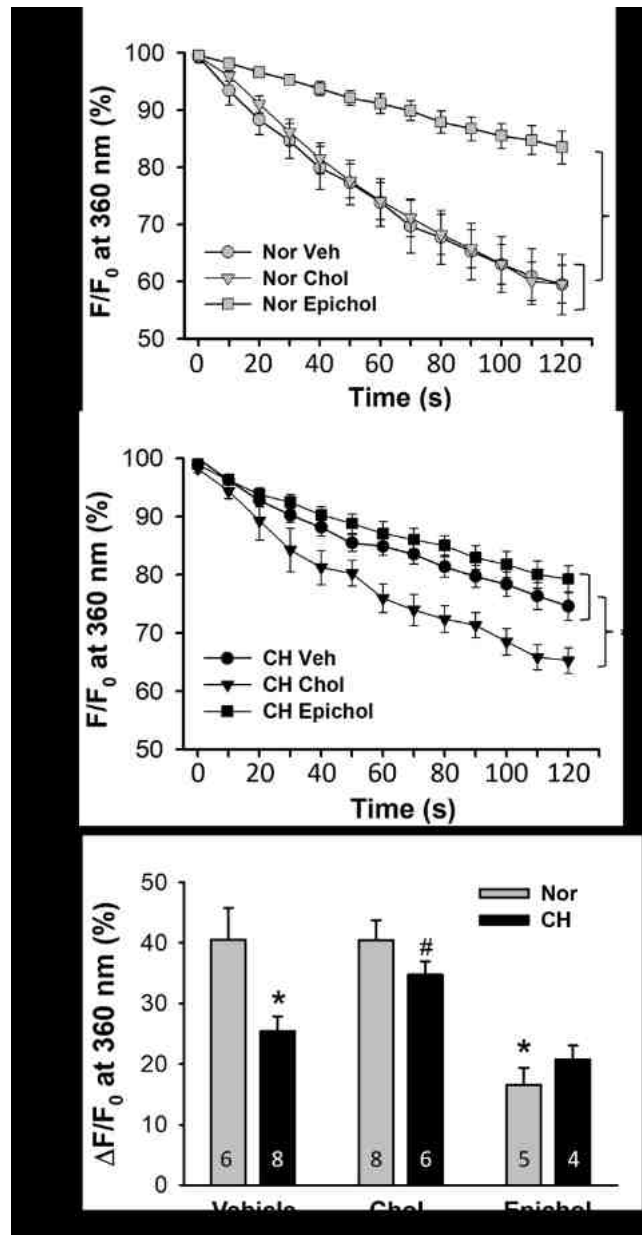 100
90
80
70
60
50
F/F0 at 360 nm (%)
Nor Veh
Nor Chol
Nor Epichol
0 20 40 60 80 100 120
Time (s)
100
90
80
70
60
50
F/F0 at 360 nm (%)
CH Veh
CH Chol
CH Epichol
0 20 40 60 80 100 120
Time (s)
50
40
30
20
10
0
ΔF/F0 at 360 nm (%)
Nor
CH
*
#
*
6 8 8 6 5 4
Vehicle Chol Epichol